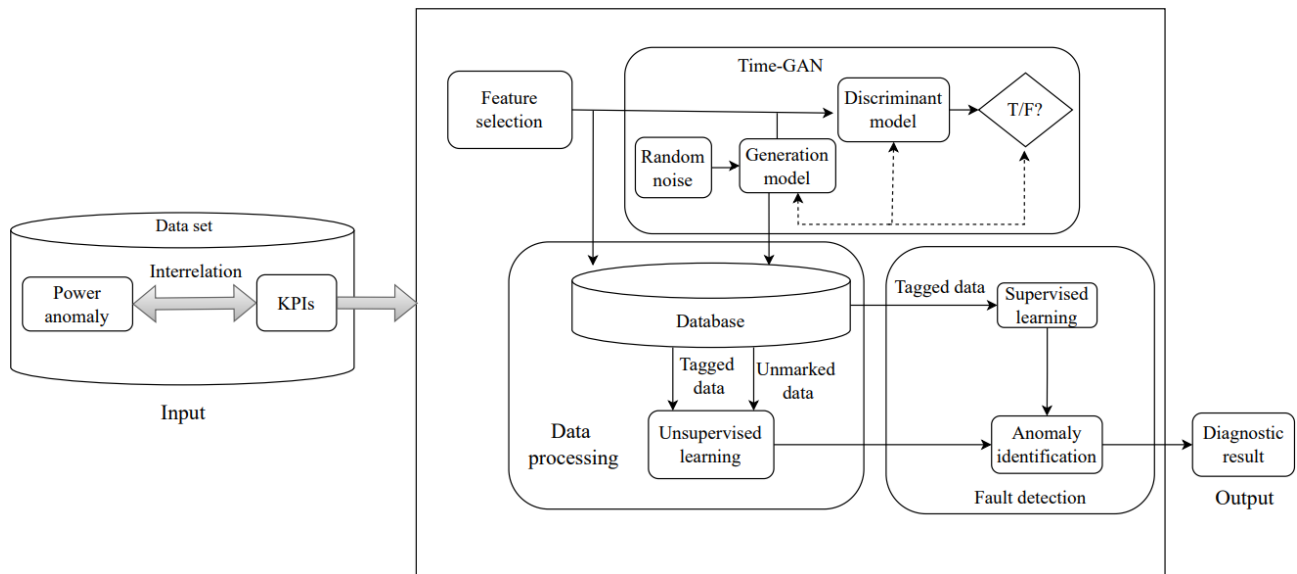 Time-GAN
Feature
selection
Discriminant
model
T/F?
Random
noise
Generation
model
Data set
Interrelation
Power
anomaly
KPIs
Input
Database
Tagged data
Supervised
learning
Tagged
data
Unmarked
data
Data
processing
Unsupervised
learning
Anomaly
identification
Fault detection
Diagnostic
result
Output